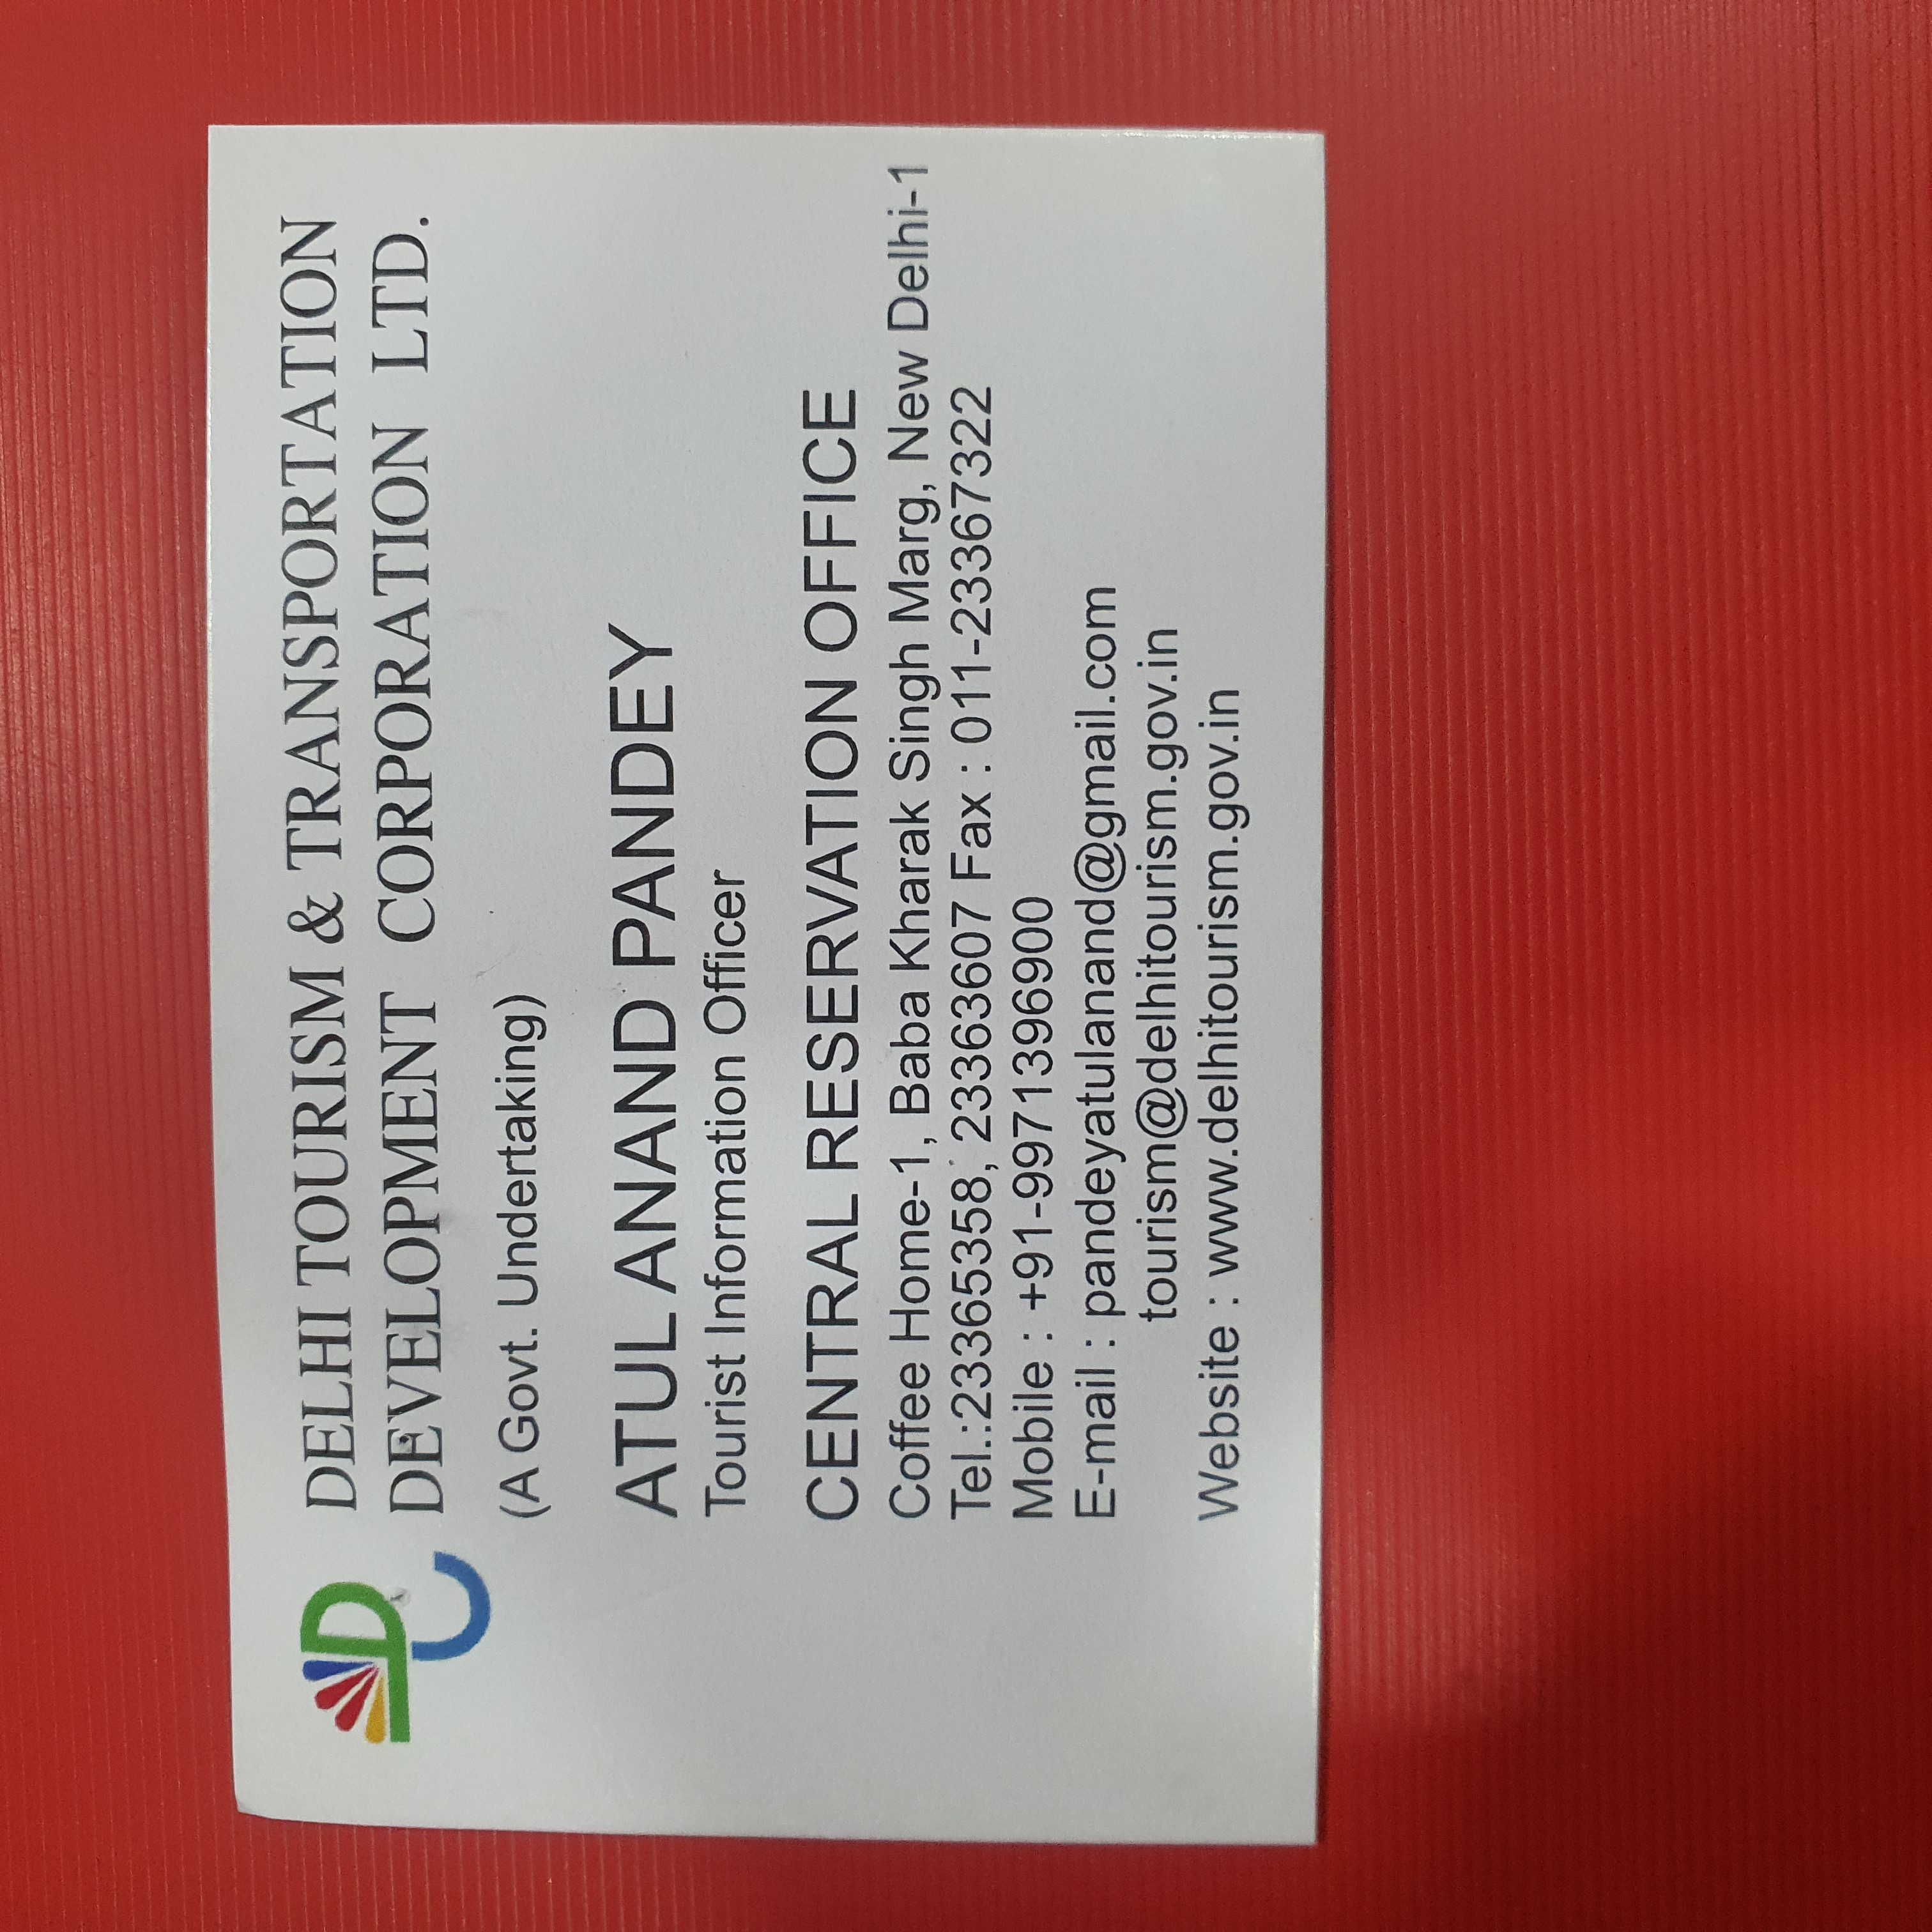 DELHI TOURISM & TRANSPORTATION
DEVELOPMENT CORPORATION LTD.
(A Govt. Undertaking)
ATUL ANAND PANDEY
Tourist Information Officer
CENTRAL RESERVATION OFFICE
Coffee Home-1, Baba Kharak Singh Marg, New Delhi-1
Tel.:23365358, 23363607 Fax : 011-23367322
Mobile : +91-9971396900
E-mail : pandeyatulanand@gmail.com
tourism@delhitourism.gov.in
Website : www.delhitourism.gov.in